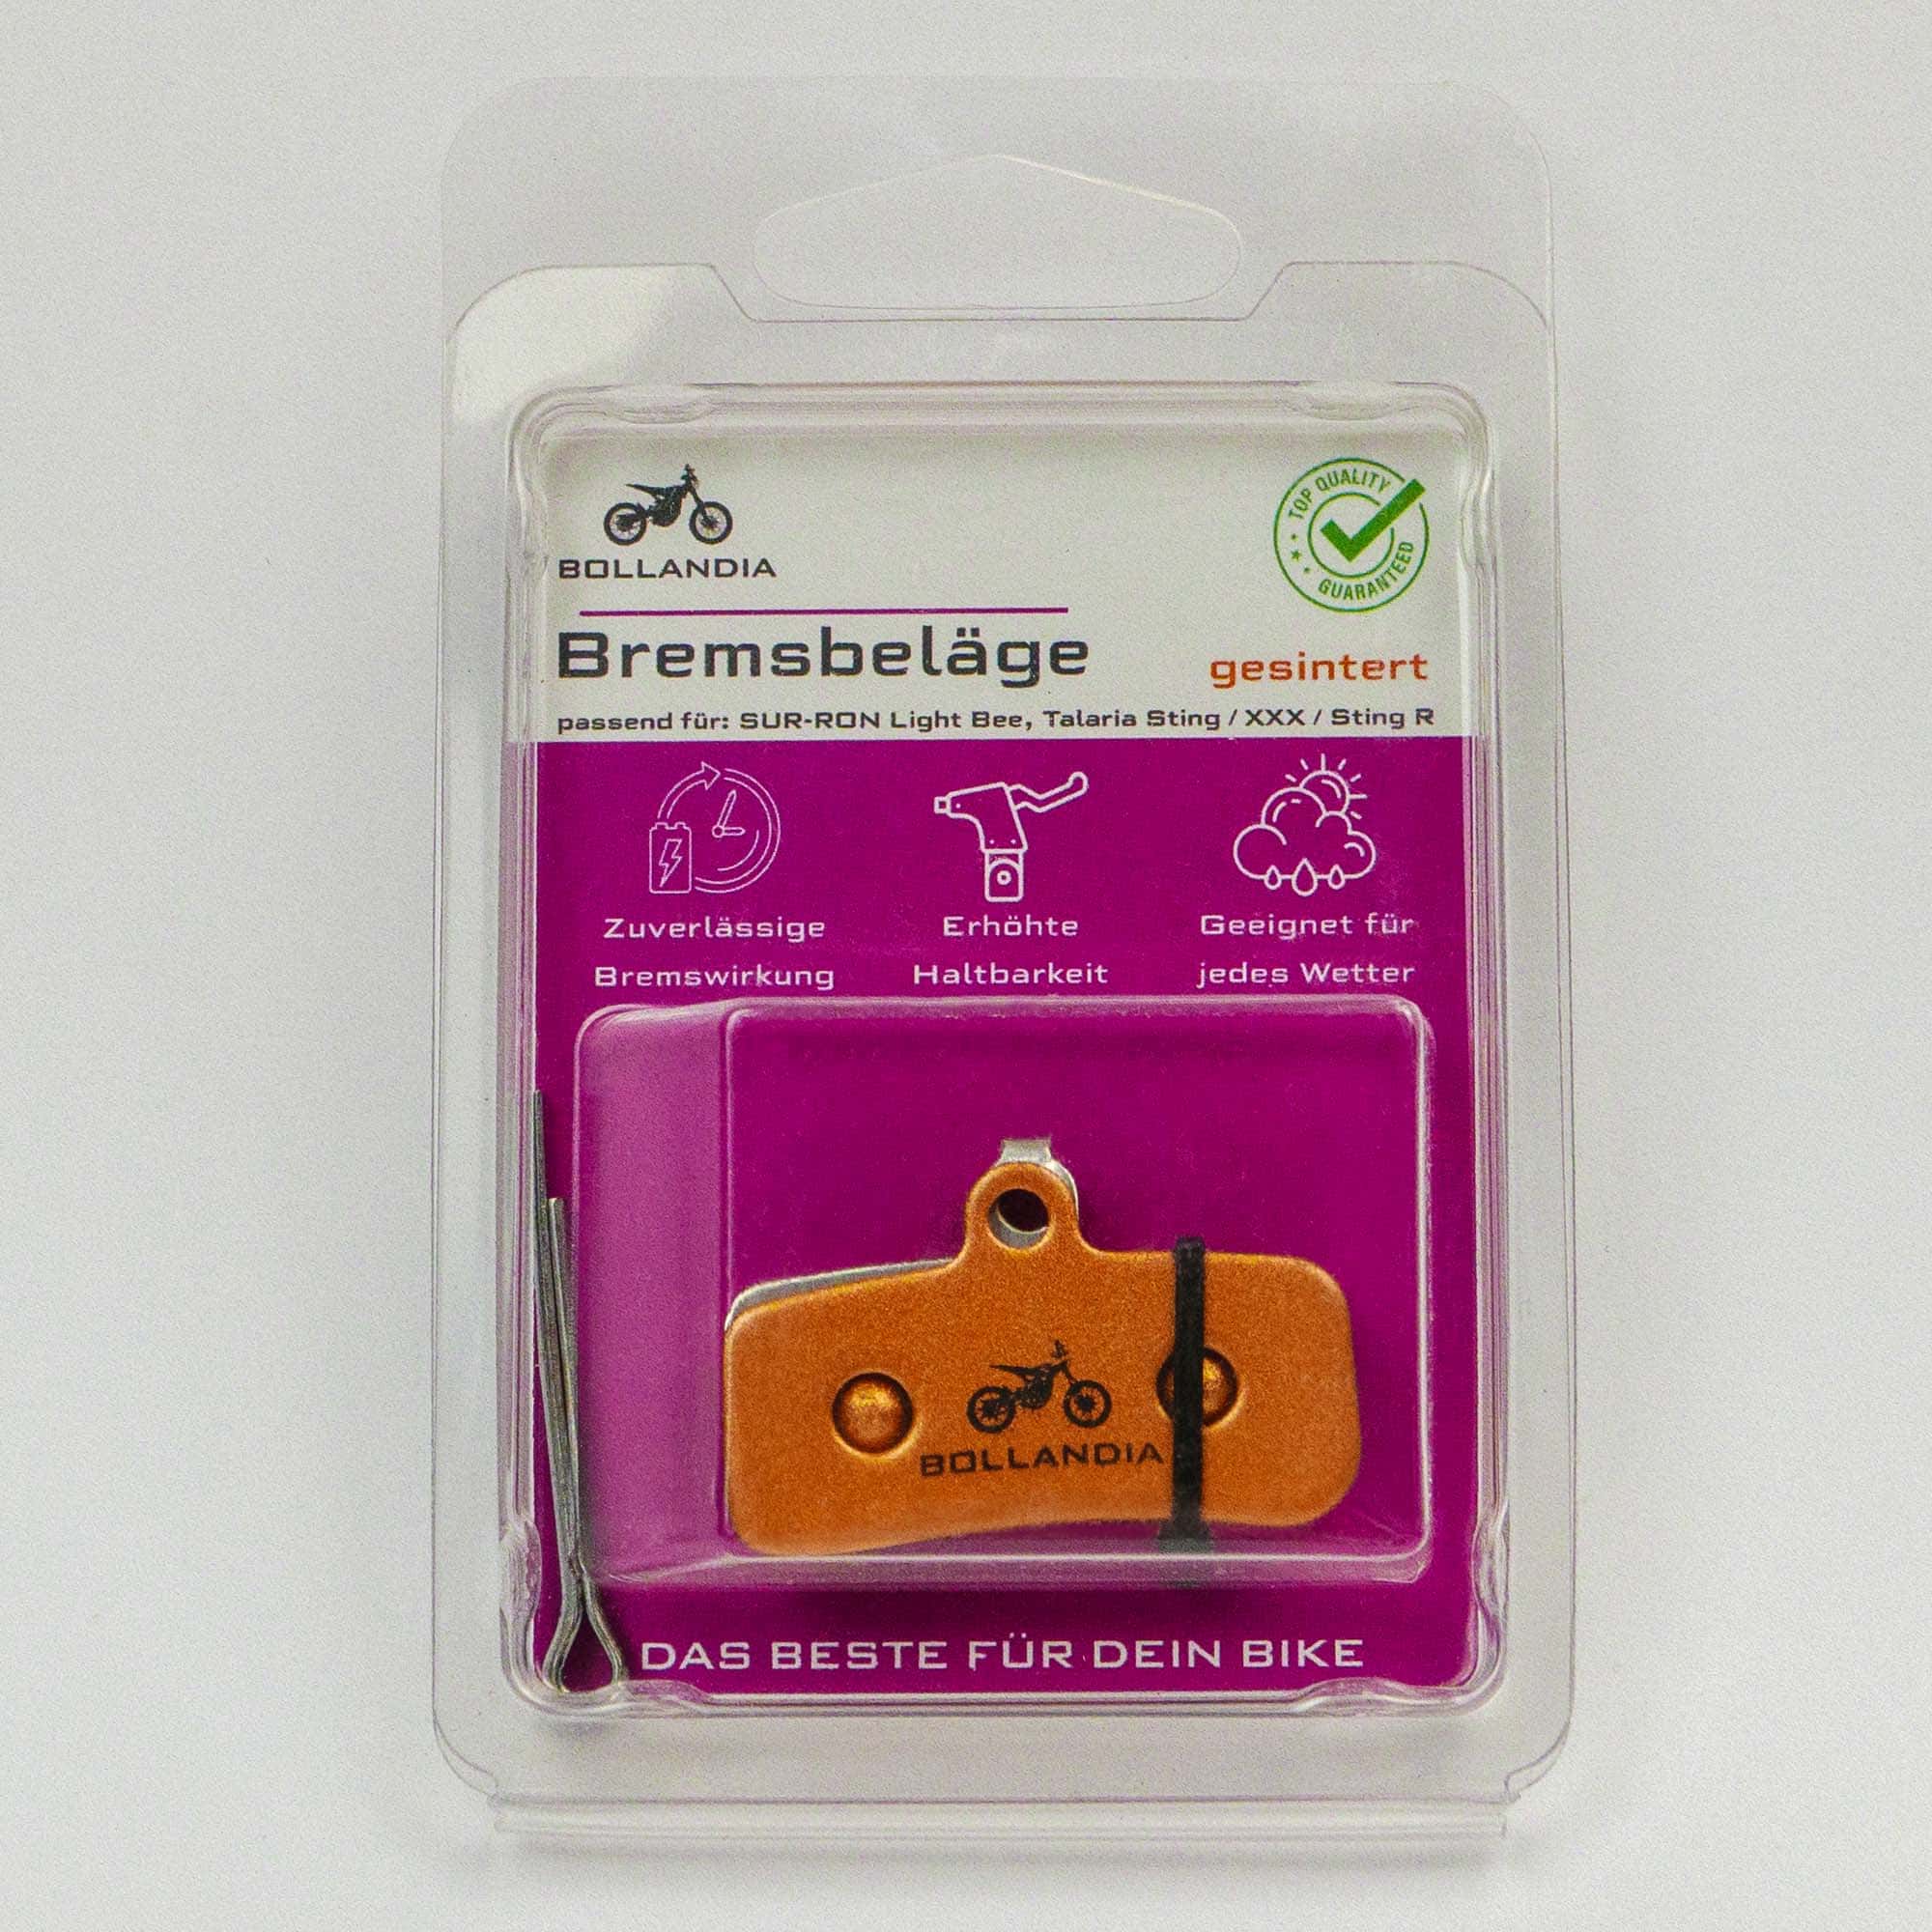 BOLLANDIA
TOP QUALITY
GUARANTEED
Bremsbeläge
gesintert
passend für: SUR-RON Light Bee, Talaria Sting / XXX / Sting R
Zuverlässige
Bremswirkung
Erhöhte
Haltbarkeit
Geeignet für
jedes Wetter
BOLLANDIA
DAS BESTE FÜR DEIN BIKE